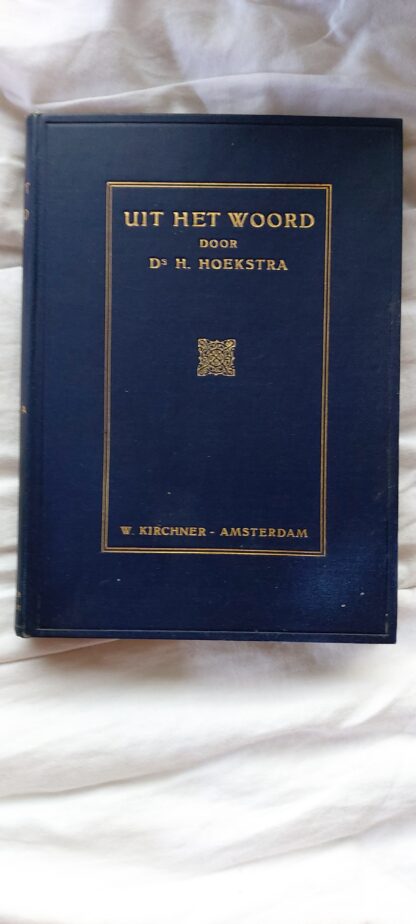 UIT HET WOORD
DOOR
Ds H. HOEKSTRA
W. KIRCHNER - AMSTERDAM